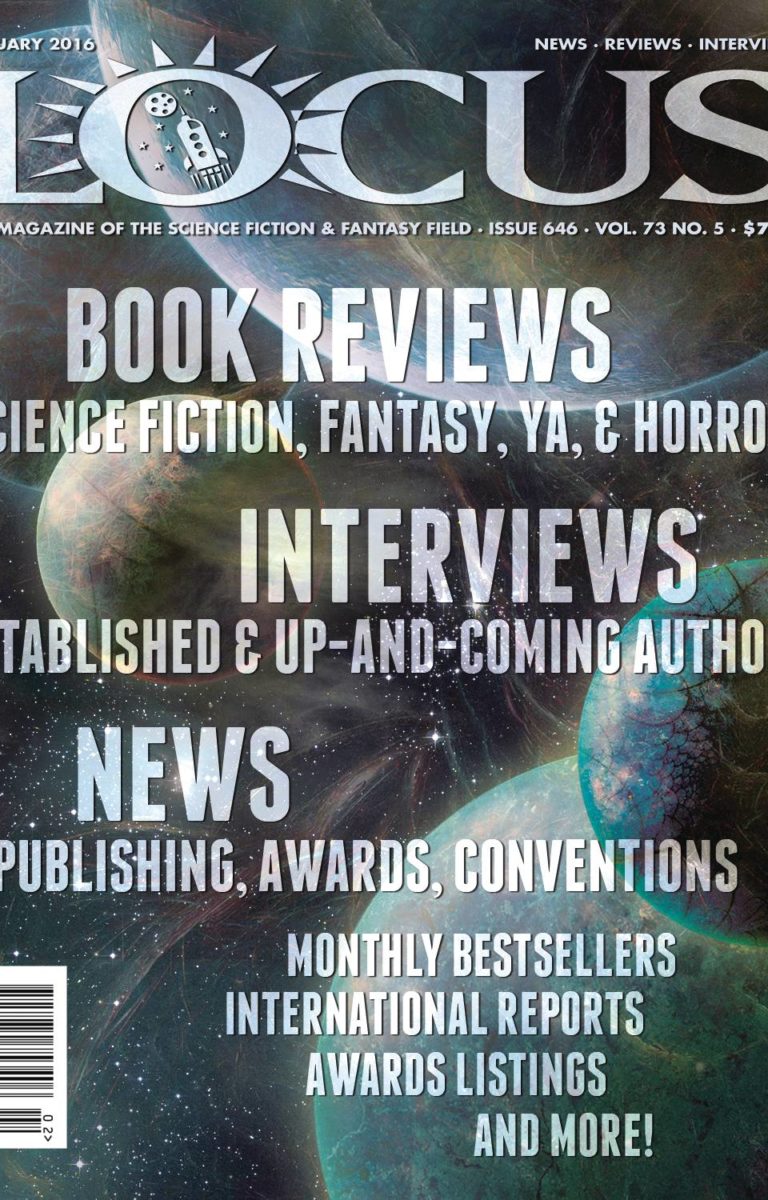 UARY 2016
NEWS · REVIEWS · INTERVI
LOCUS
MAGAZINE OF THE SCIENCE FICTION & FANTASY FIELD · ISSUE 646 · VOL. 73 NO. 5 · $7
BOOK REVIEWS
CIENCE FICTION, FANTASY, YA, & HORRO
INTERVIEWS
TABLISHED & UP-AND-COMING AUTHO
NEWS
PUBLISHING, AWARDS, CONVENTIONS
MONTHLY BESTSELLERS
INTERNATIONAL REPORTS
AWARDS LISTINGS
AND MORE!
02>